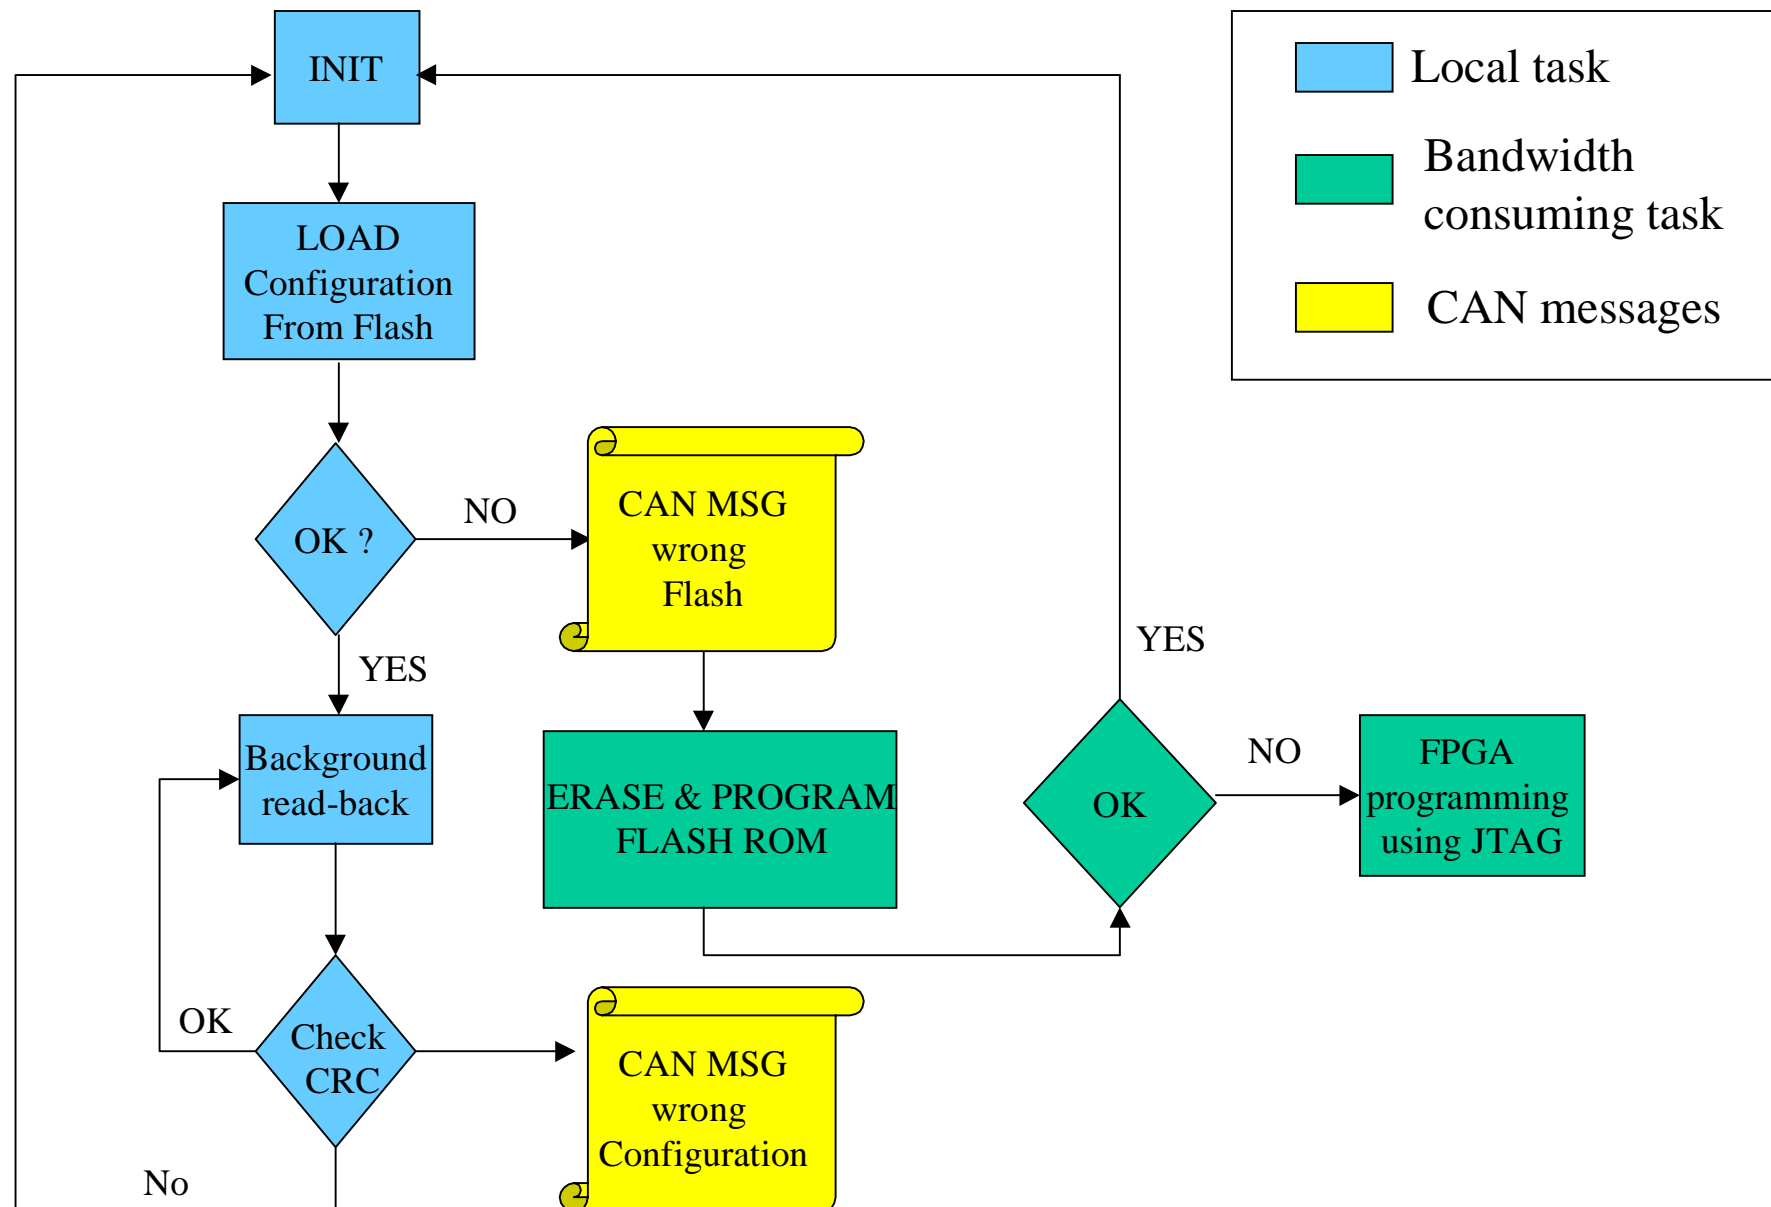 INIT
Local task
Bandwidth
consuming task
CAN messages
LOAD
Configuration
From Flash
OK ?
NO
CAN MSG
wrong
Flash
YES
YES
Background
read-back
ERASE & PROGRAM
FLASH ROM
OK
NO
FPGA
programming
using JTAG
OK
Check
CRC
CAN MSG
wrong
Configuration
No